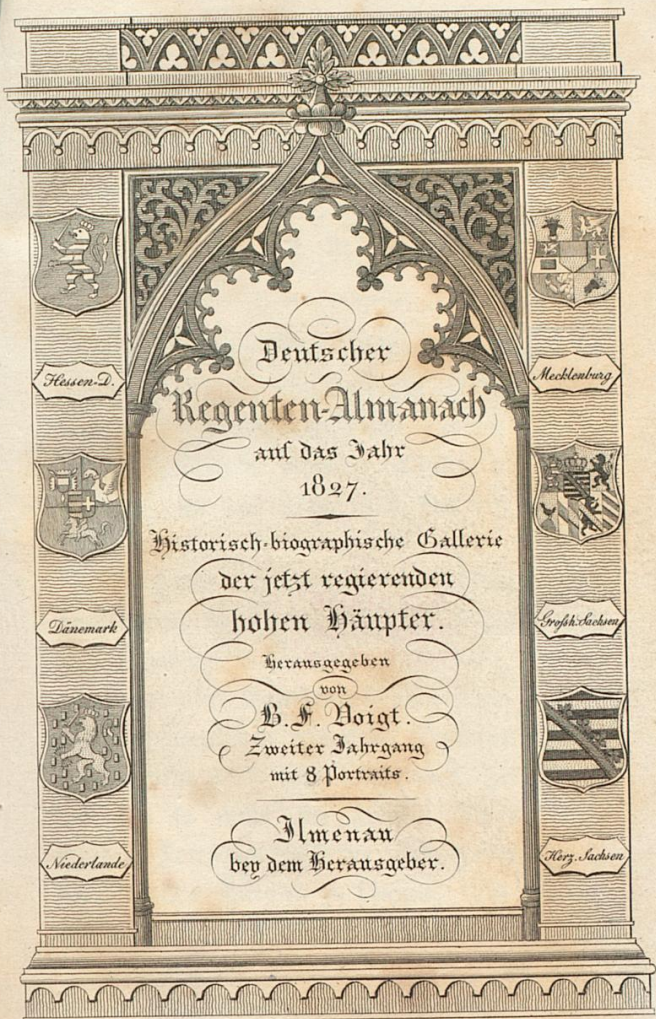 Hessen-D.
Dänemark
Niederlande
Deutscher
Regenten-Almanach
auf das Jahr
1827.
Historisch-biographische Gallerie
der jetzt regierenden
hohen Häupter.
Herausgegeben
von
B. F. Voigt.
Zweiter Jahrgang
mit 8 Portraits.
Ilmenau
bey dem Herausgeber.
Mecklenburg
Großh. Sachsen
Herz. Sachsen